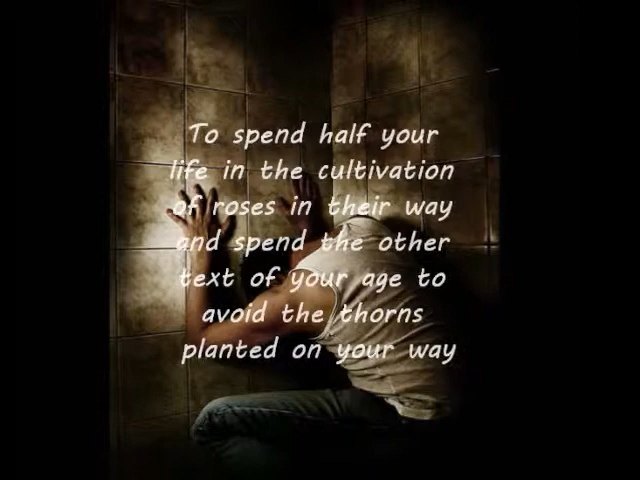 To spend half your
life in the cultivation
of roses in their way
and spend the other
text of your age to
avoid the thorns
planted on your way